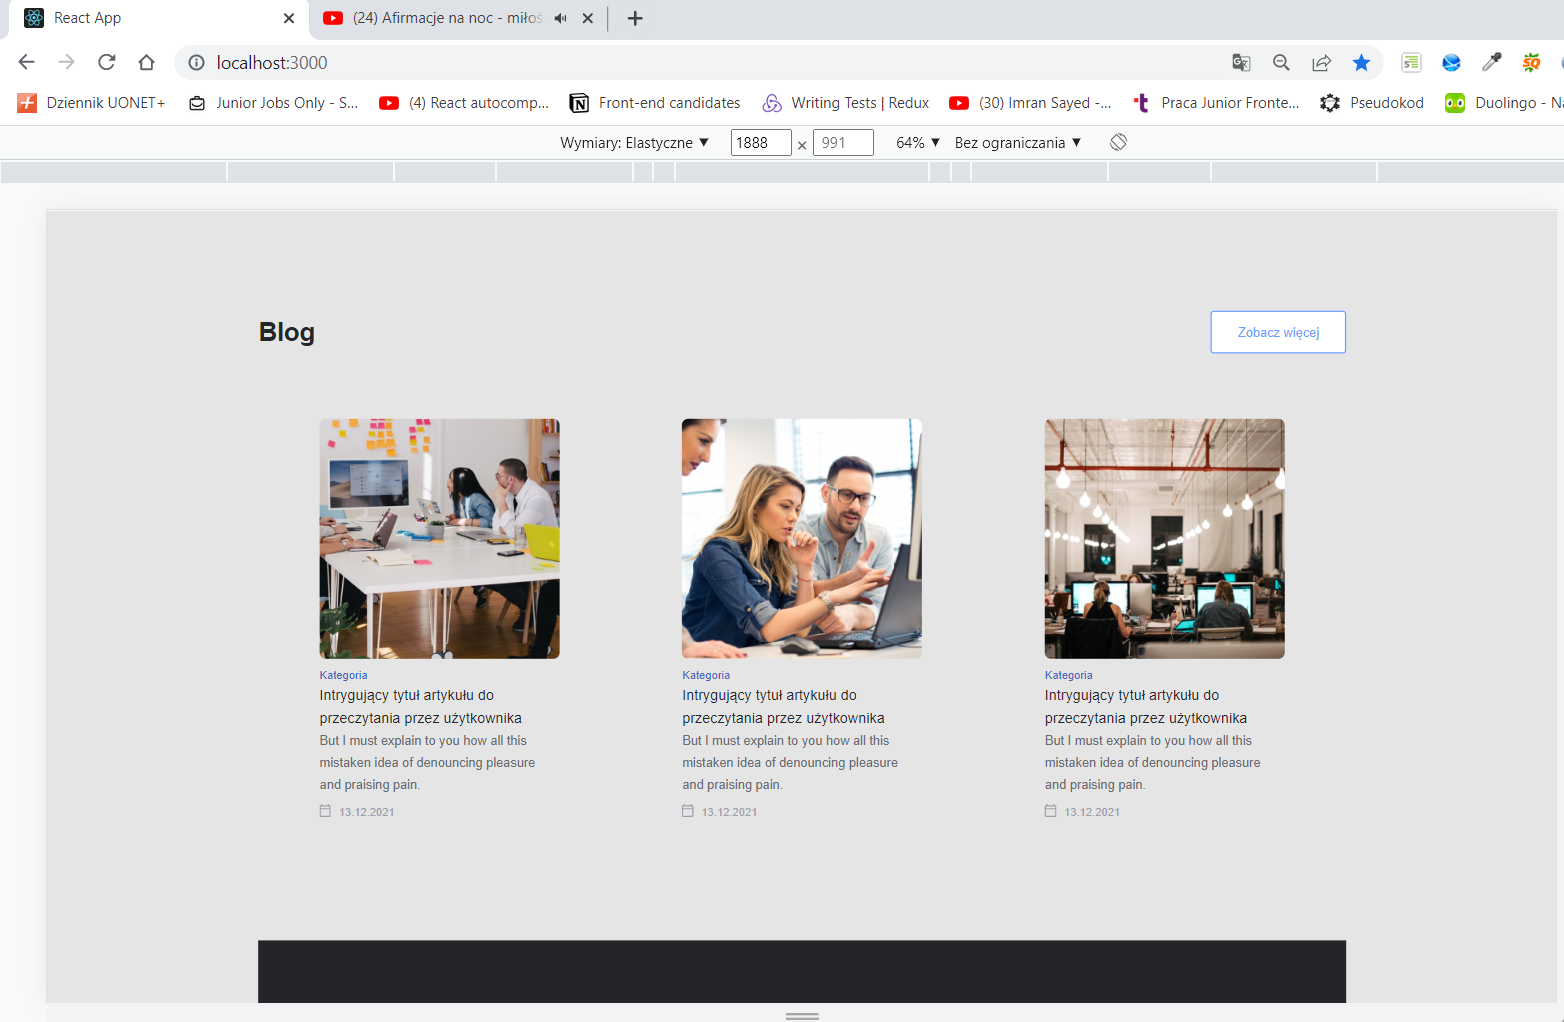 React App
(24) Afirmacje na noc - miłoś
localhost:3000
Dziennik UONET+
Junior Jobs Only - S...
(4) React autocomp...
Front-end candidates
Writing Tests | Redux
(30) Imran Sayed -...
Praca Junior Fronte...
Pseudokod
Duolingo - Na
Wymiary: Elastyczne ▼ 1888 × 991 64% ▼ Bez ograniczania ▼
Blog
Zobacz więcej
Kategoria
Intrygujący tytuł artykułu do
przeczytania przez użytkownika
But I must explain to you how all this
mistaken idea of denouncing pleasure
and praising pain.
13.12.2021
Kategoria
Intrygujący tytuł artykułu do
przeczytania przez użytkownika
But I must explain to you how all this
mistaken idea of denouncing pleasure
and praising pain.
13.12.2021
Kategoria
Intrygujący tytuł artykułu do
przeczytania przez użytkownika
But I must explain to you how all this
mistaken idea of denouncing pleasure
and praising pain.
13.12.2021